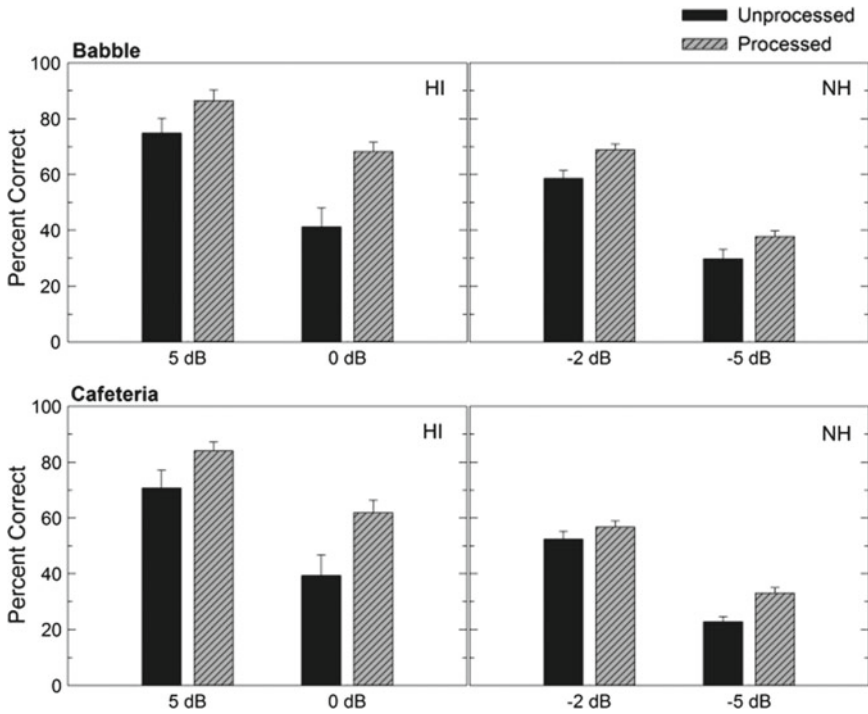 Unprocessed
Processed
Babble
HI
NH
Percent Correct
100
80
60
40
20
0
5 dB
0 dB
-2 dB
-5 dB
Cafeteria
HI
NH
Percent Correct
100
80
60
40
20
0
5 dB
0 dB
-2 dB
-5 dB